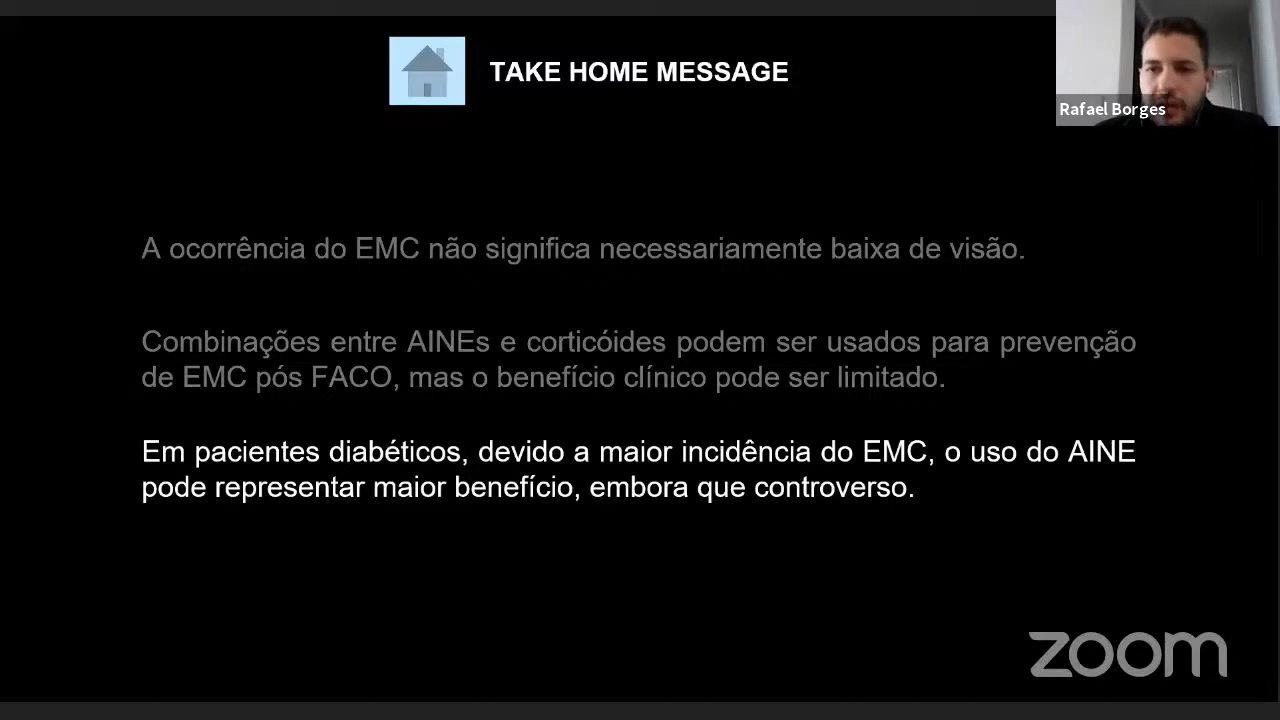 TAKE HOME MESSAGE
Rafael Borges
A ocorrência do EMC não significa necessariamente baixa de visão.
Combinações entre AINEs e corticóides podem ser usados para prevenção
de EMC pós FACO, mas o benefício clínico pode ser limitado.
Em pacientes diabéticos, devido a maior incidência do EMC, o uso do AINE
pode representar maior benefício, embora que controverso.
zoom